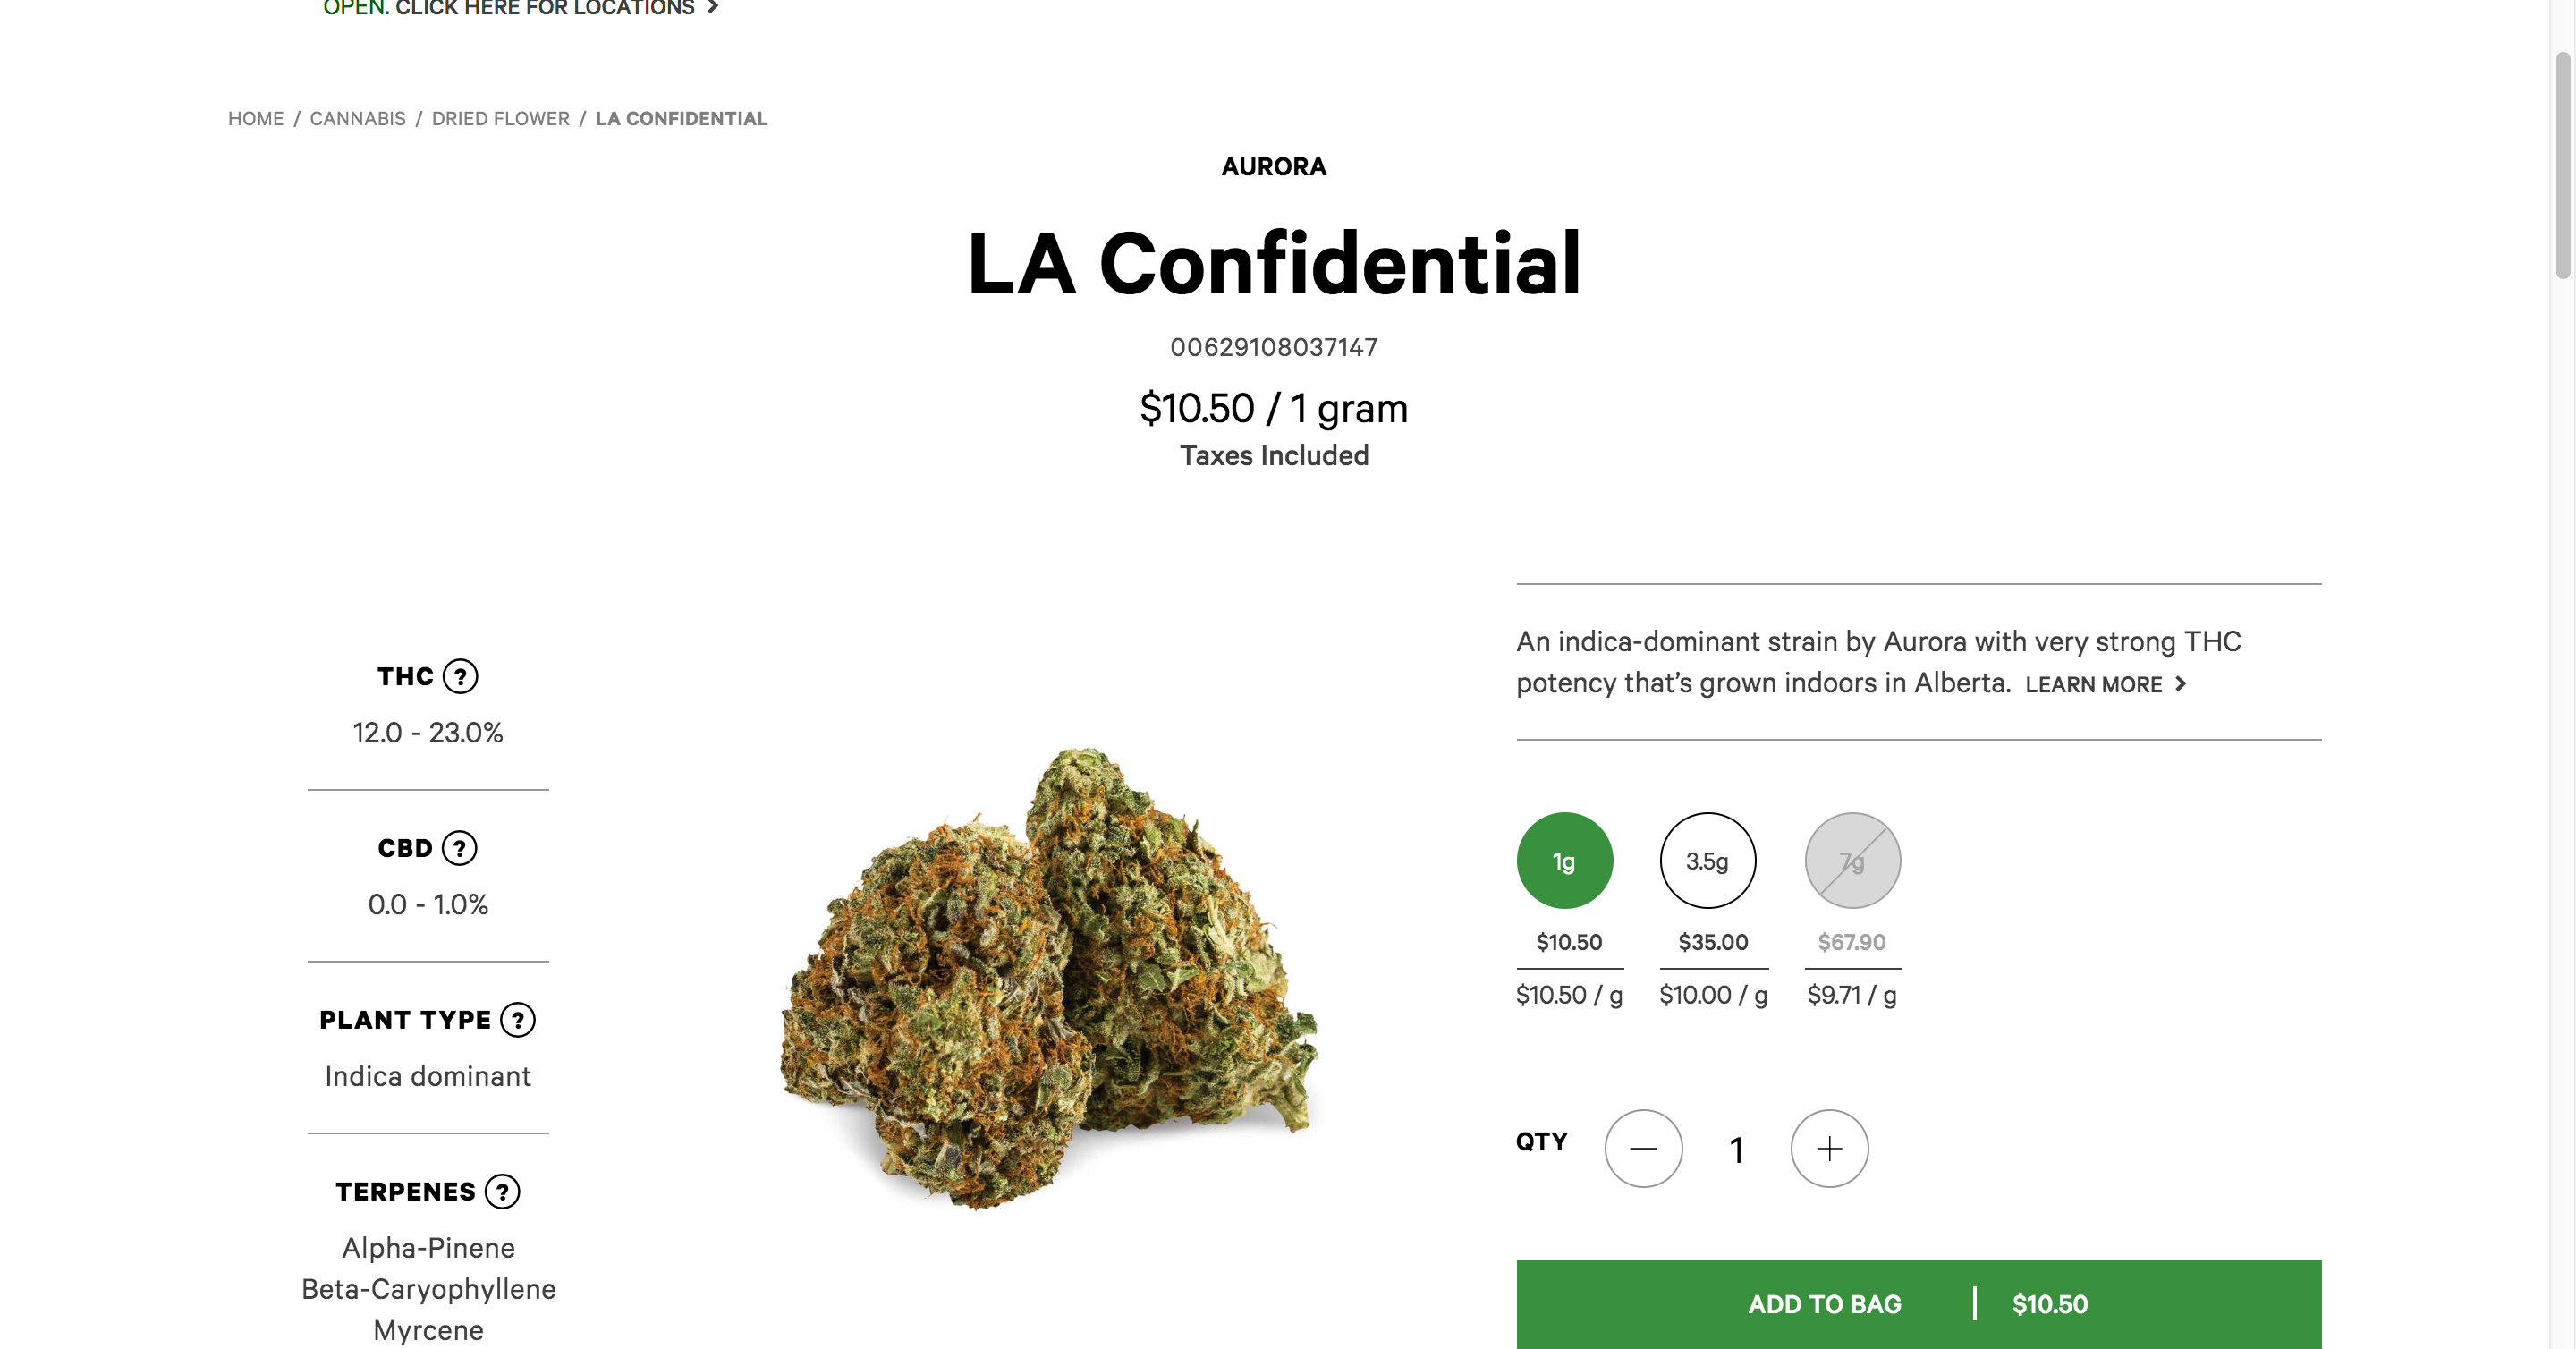 OPEN. CLICK HERE FOR LOCATIONS >
HOME / CANNABIS / DRIED FLOWER / LA CONFIDENTIAL
AURORA
LA Confidential
00629108037147
$10.50 / 1 gram
Taxes Included
THC ?
12.0 - 23.0%
CBD ?
0.0 - 1.0%
PLANT TYPE ?
Indica dominant
TERPENES ?
Alpha-Pinene
Beta-Caryophyllene
Myrcene
An indica-dominant strain by Aurora with very strong THC
potency that’s grown indoors in Alberta. LEARN MORE >
1g 3.5g 7g
$10.50 $35.00 $67.90
$10.50 / g $10.00 / g $9.71 / g
QTY — 1 +
ADD TO BAG | $10.50